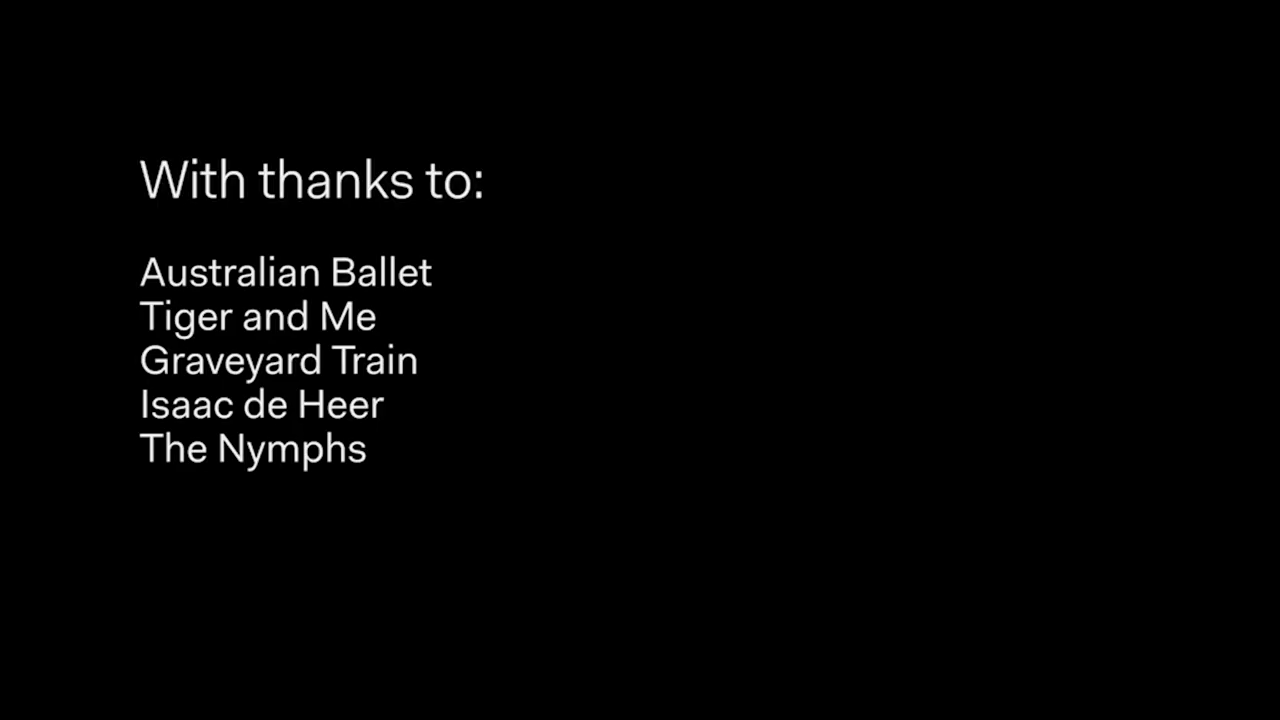 With thanks to:
Australian Ballet
Tiger and Me
Graveyard Train
Isaac de Heer
The Nymphs